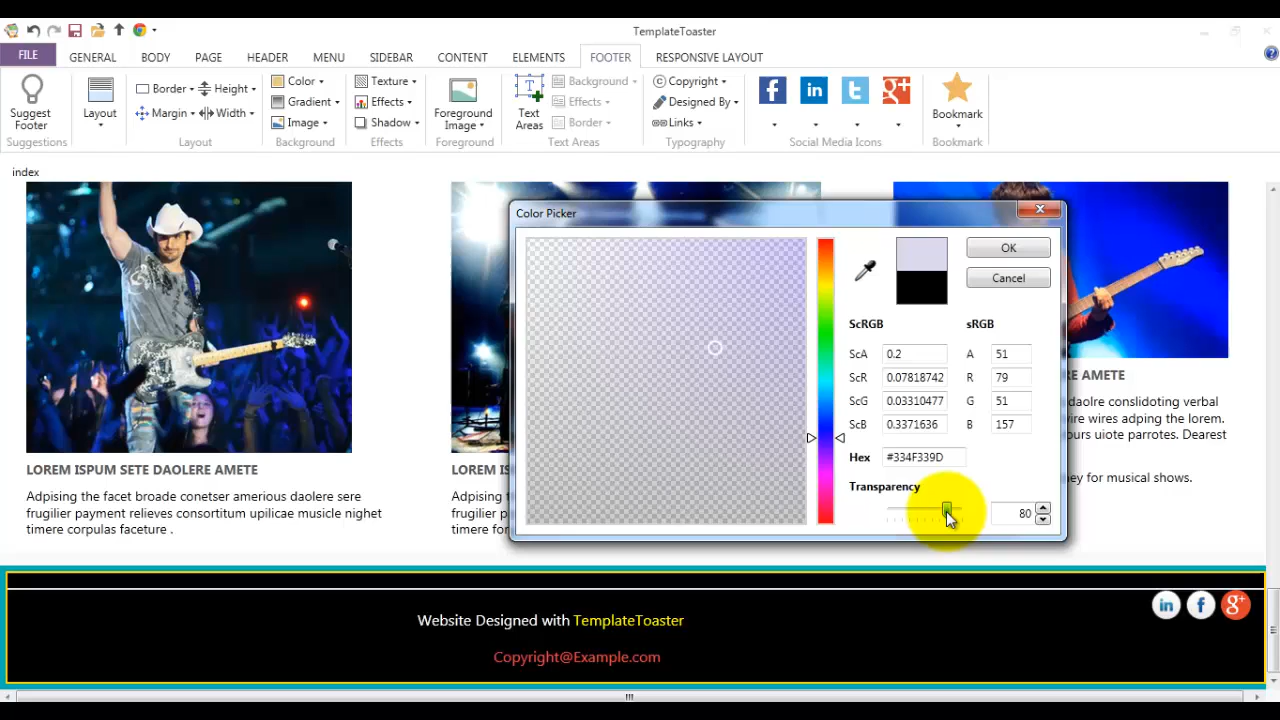 TemplateToaster
FILE GENERAL BODY PAGE HEADER MENU SIDEBAR CONTENT ELEMENTS FOOTER RESPONSIVE LAYOUT
Suggest Footer
Suggestions
Layout
Border Height
Margin Width
Layout
Color
Gradient
Image
Background
Texture
Effects
Shadow
Effects
Foreground Image
Foreground
Text Areas
Background
Effects
Border
Text Areas
Copyright
Designed By
Links
Typography
Social Media Icons
Bookmark
Bookmark
index
Color Picker
OK
Cancel
ScRGB sRGB
ScA 0.2 A 51
ScR 0.07818742 R 79
ScG 0.03310477 G 51
ScB 0.3371636 B 157
Hex #334F339D
Transparency
80
LOREM ISPUM SETE DAOLERE AMETE
Adpising the facet broade conetser amerious daolere sere
frugilier payment relieves consortitum upilicae musicle nighet
timere corpulas faceture .
LOREM
Adpising
frugilier
timere for
RE AMETE
daolre conslidoting verbal
wire wires adping the lorem.
ours uiote parrotes. Dearest
ey for musical shows.
Website Designed with TemplateToaster
Copyright@Example.com